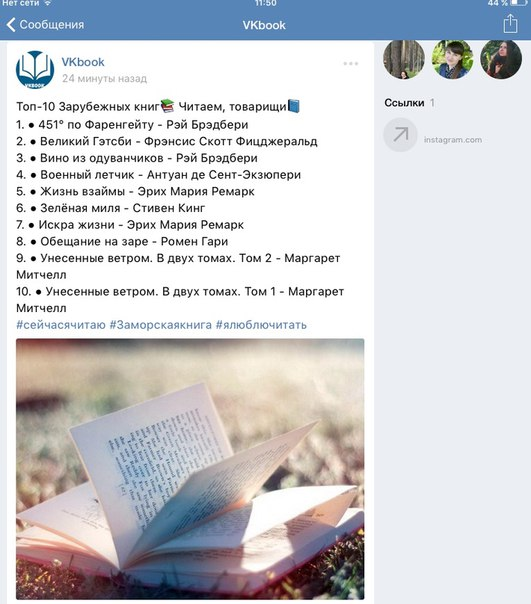 Нет сети
11:50
44 %
Сообщения
VKbook
VKbook
24 минуты назад
VKBOOK
Топ-10 Зарубежных книг📚 Читаем, товарищи📘
1. ● 451° по Фаренгейту - Рэй Брэдбери
2. ● Великий Гэтсби - Фрэнсис Скотт Фицджеральд
3. ● Вино из одуванчиков - Рэй Брэдбери
4. ● Военный летчик - Антуан де Сент-Экзюпери
5. ● Жизнь взаймы - Эрих Мария Ремарк
6. ● Зелёная миля - Стивен Кинг
7. ● Искра жизни - Эрих Мария Ремарк
8. ● Обещание на заре - Ромен Гари
9. ● Унесенные ветром. В двух томах. Том 2 - Маргарет
Митчелл
10. ● Унесенные ветром. В двух томах. Том 1 - Маргарет
Митчелл
#сейчасячитаю #Заморскаякнига #ялюблючитать
Ссылки 1
instagram.com